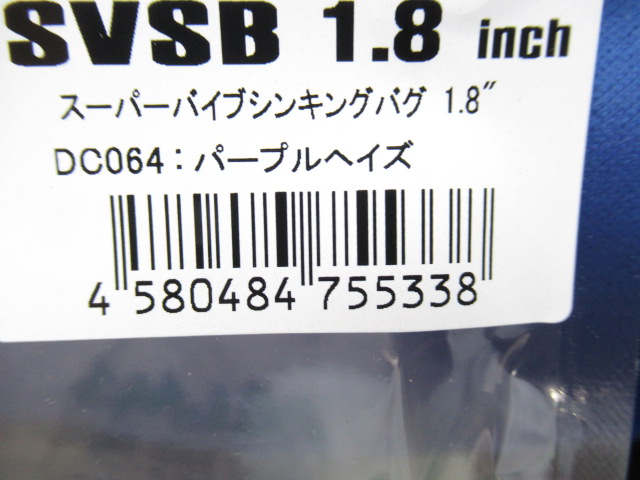 SVSB 1.8 inch
スーパーバイブシンキングバグ 1.8"
DC064：パープルヘイズ
4 580484 755338